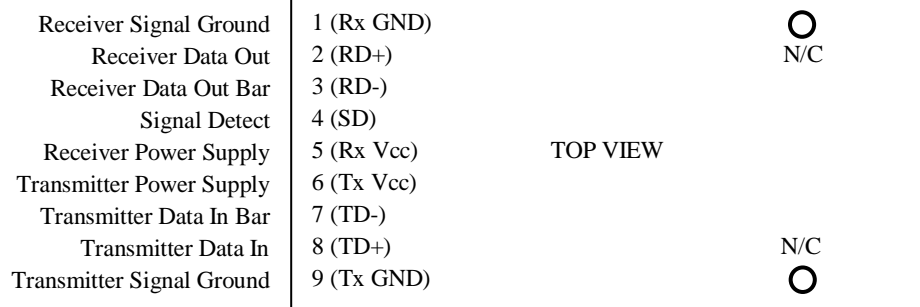 Receiver Signal Ground 1 (Rx GND)
Receiver Data Out 2 (RD+) N/C
Receiver Data Out Bar 3 (RD-)
Signal Detect 4 (SD)
Receiver Power Supply 5 (Rx Vcc) TOP VIEW
Transmitter Power Supply 6 (Tx Vcc)
Transmitter Data In Bar 7 (TD-)
Transmitter Data In 8 (TD+) N/C
Transmitter Signal Ground 9 (Tx GND)